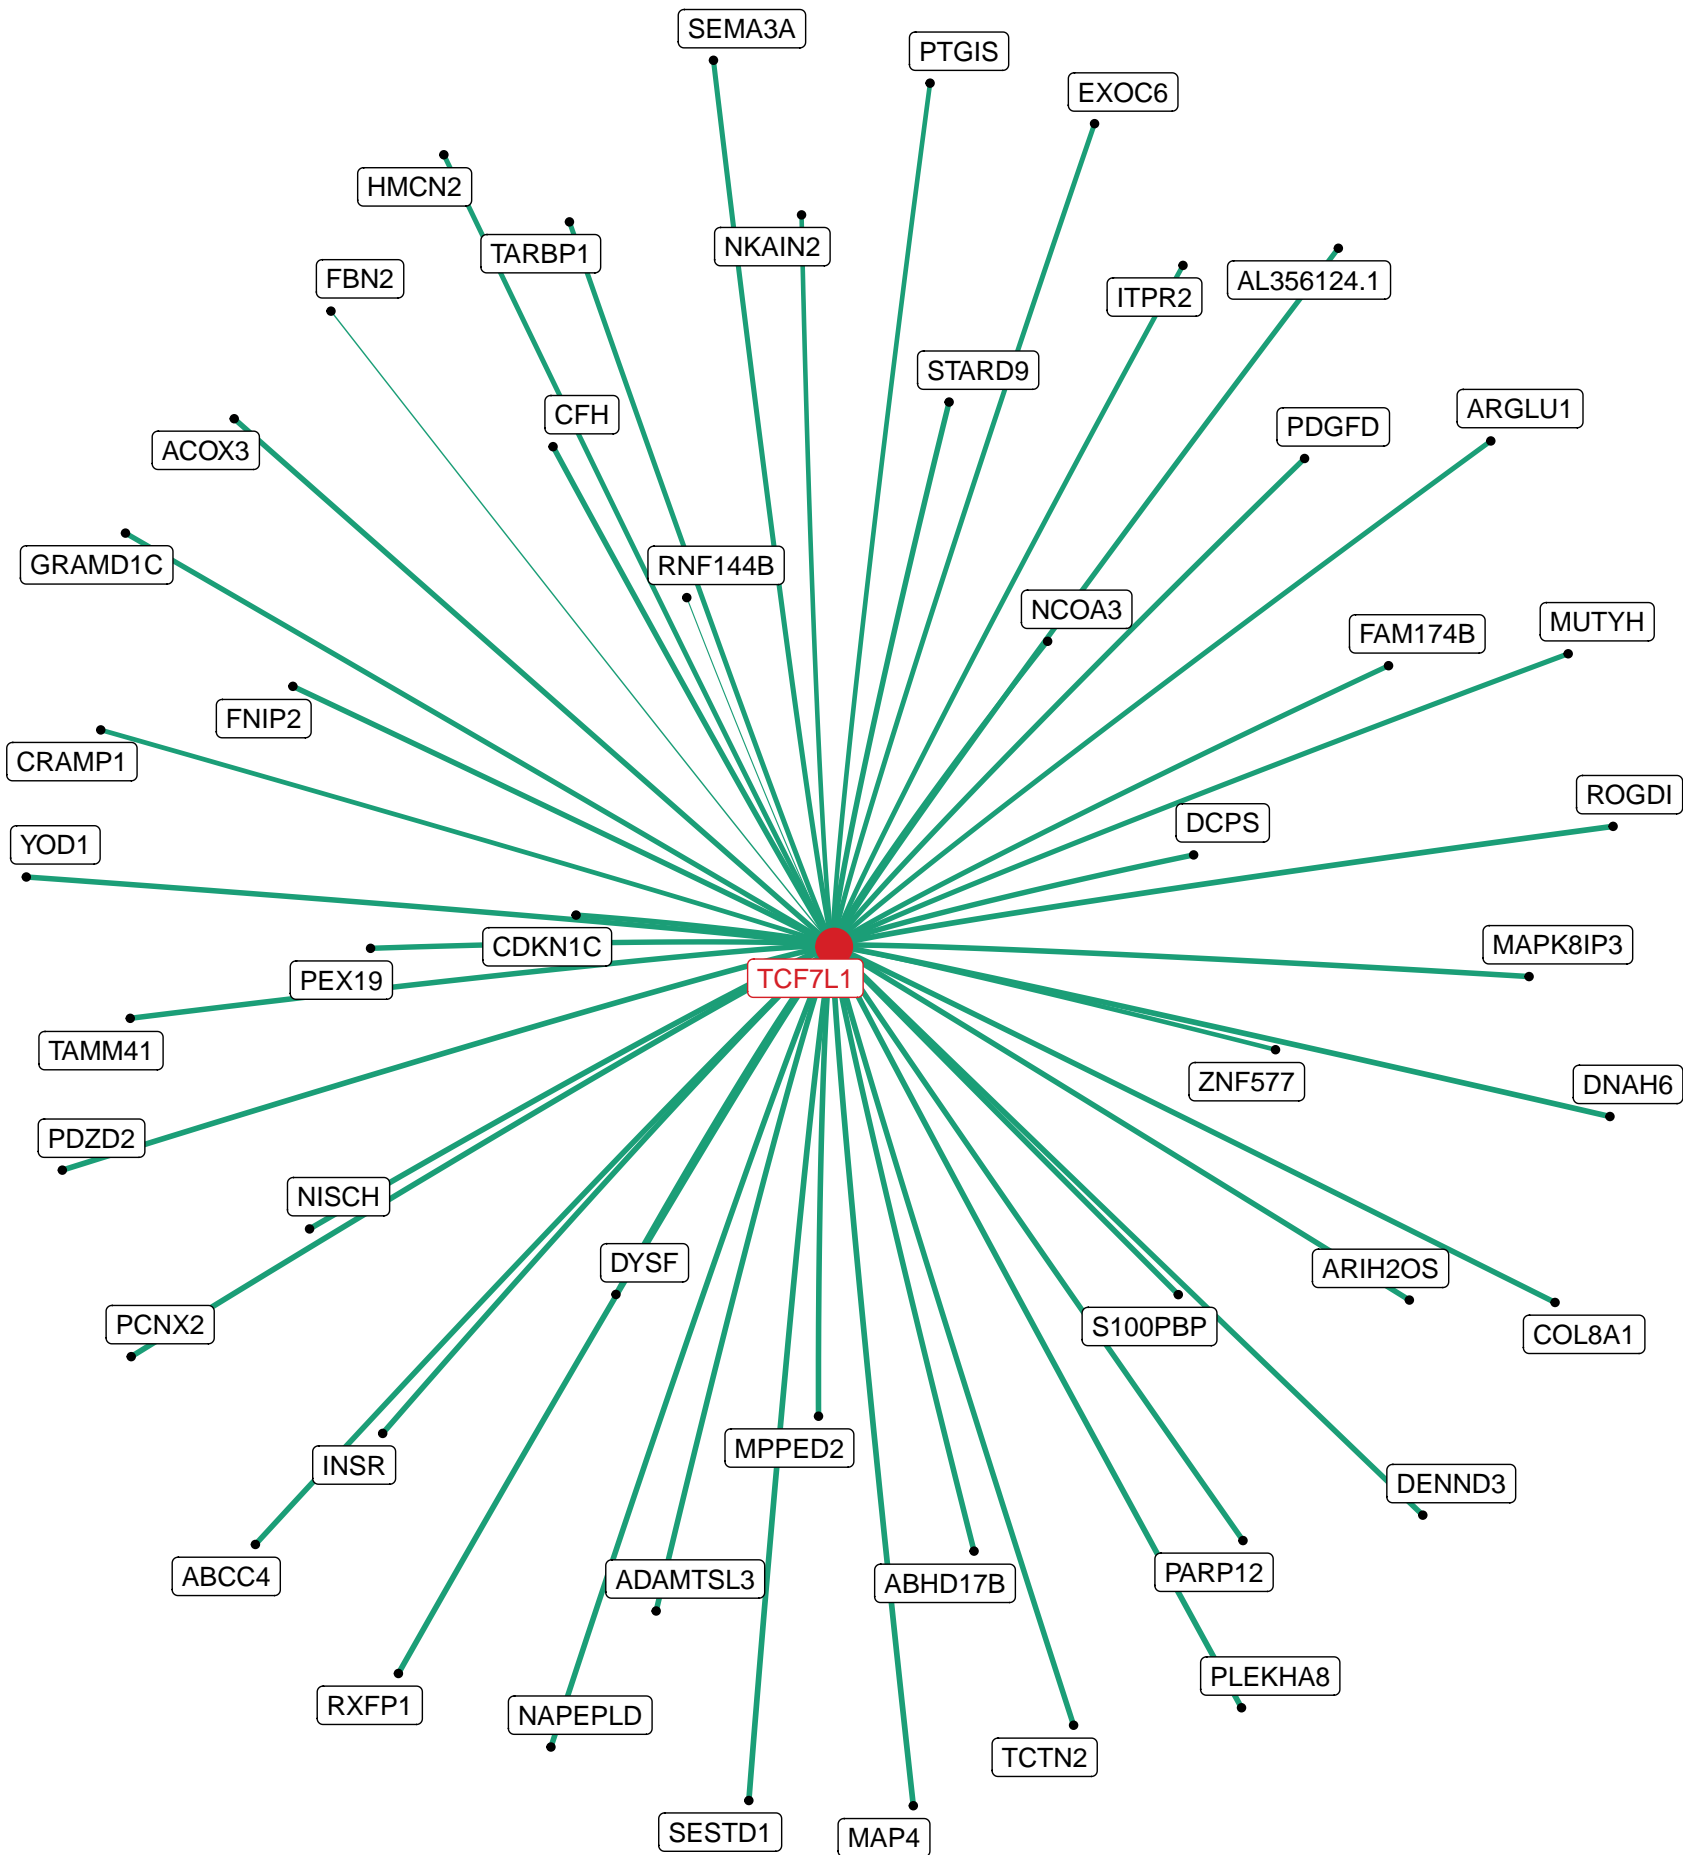 SEMA3A
PTGIS
EXOC6
HMCN2
TARBP1
NKAIN2
FBN2
ITPR2
AL356124.1
STARD9
CFH
ARGLU1
PDGFD
ACOX3
GRAMD1C
RNF144B
NCOA3
MUTYH
FAM174B
FNIP2
CRAMP1
ROGDI
DCPS
YOD1
CDKN1C
MAPK8IP3
PEX19
TCF7L1
TAMM41
ZNF577
DNAH6
PDZD2
NISCH
DYSF
ARIH2OS
PCNX2
S100PBP
COL8A1
MPPED2
INSR
DENND3
ABCC4
ADAMTSL3
ABHD17B
PARP12
PLEKHA8
RXFP1
NAPEPLD
TCTN2
SESTD1
MAP4